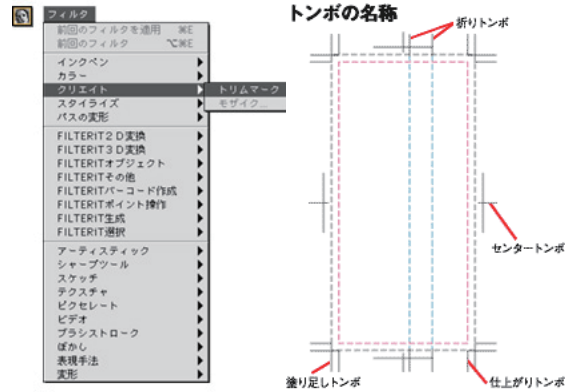 フィルタ
前回のフィルタを適用 ⌘E
前回のフィルタ ⌥⌘E
インクペン
カラー
クリエイト
トリムマーク
モザイク...
スタイライズ
パスの変形
FILTERIT2D変換
FILTERIT3D変換
FILTERITオブジェクト
FILTERITその他
FILTERITバーコード作成
FILTERITポイント操作
FILTERIT生成
FILTERIT選択
アーティスティック
シャープツール
スケッチ
テクスチャ
ピクセレート
ビデオ
ブラシストローク
ぼかし
表現手法
変形
トンボの名称
折りトンボ
センタートンボ
塗り足しトンボ
仕上がりトンボ